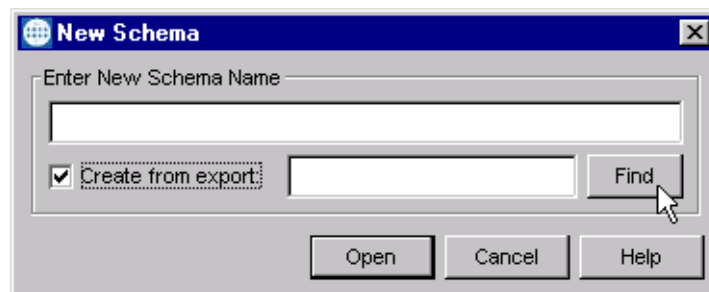 New Schema
Enter New Schema Name
Create from export: Find
Open Cancel Help